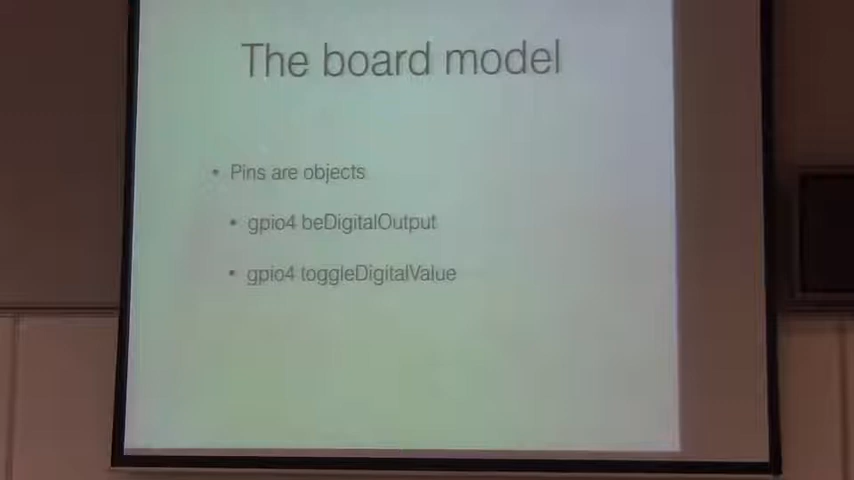 The board model
• Pins are objects
• gpio4 beDigitalOutput
• gpio4 toggleDigitalValue